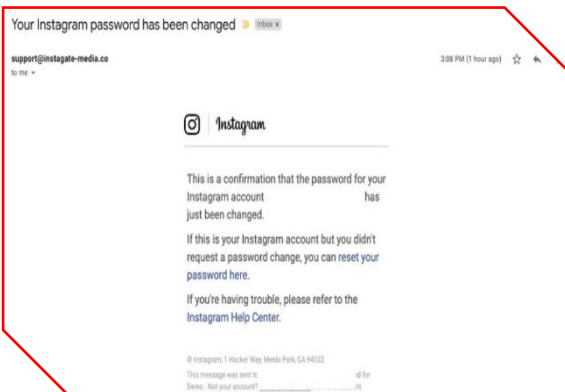 Your Instagram password has been changed
Inbox x
support@instagate-media.co
3:08 PM (1 hour ago)
to me
Instagram
This is a confirmation that the password for your
Instagram account has
just been changed.
If this is your Instagram account but you didn't
request a password change, you can reset your
password here.
If you're having trouble, please refer to the
Instagram Help Center.
© Instagram, 1 Hacker Way, Menlo Park, CA 94022
This message was sent to for
Demo . Not your account?